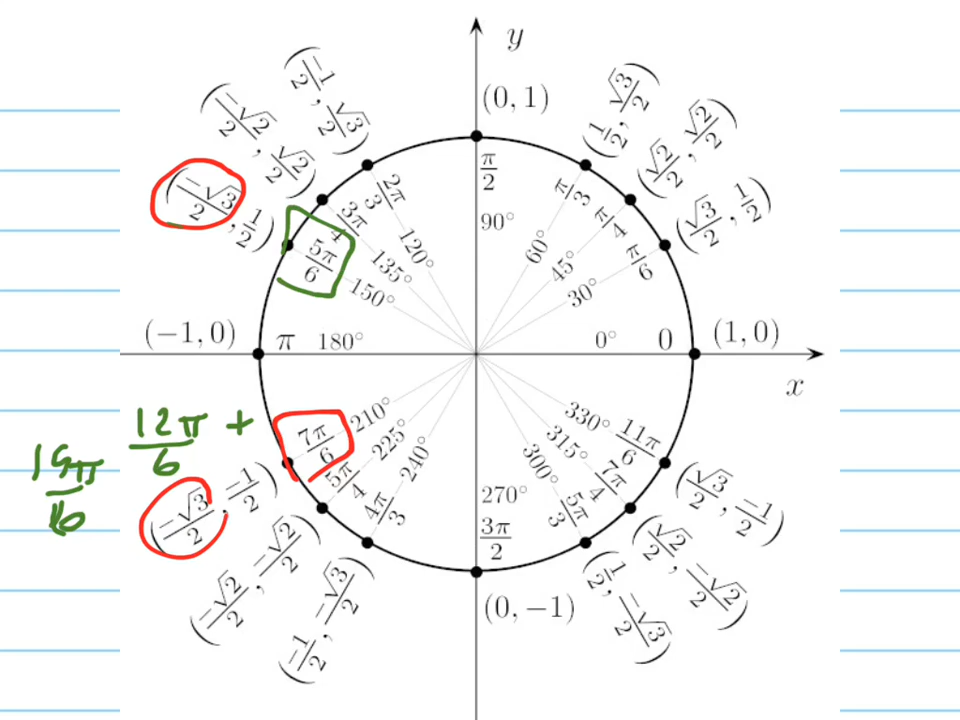 y
(0, 1)
(-1/2, √3/2)
(1/2, √3/2)
(-√2/2, √2/2)
(√2/2, √2/2)
(-√3/2, 1/2)
(√3/2, 1/2)
π/2
2π/3 π/3
3π/4 π/4
5π/6 π/6
90°
120° 60°
135° 45°
150° 30°
(-1, 0) π 180° 0° 0 (1, 0)
x
210° 330°
7π/6 225° 315° 11π/6
12π/6 +
19π/6
5π/4 240° 300° 7π/4
4π/3 270° 5π/3
3π/2
(-√3/2, -1/2)
(√3/2, -1/2)
(-√2/2, -√2/2)
(√2/2, -√2/2)
(-1/2, -√3/2)
(0, -1)
(1/2, -√3/2)